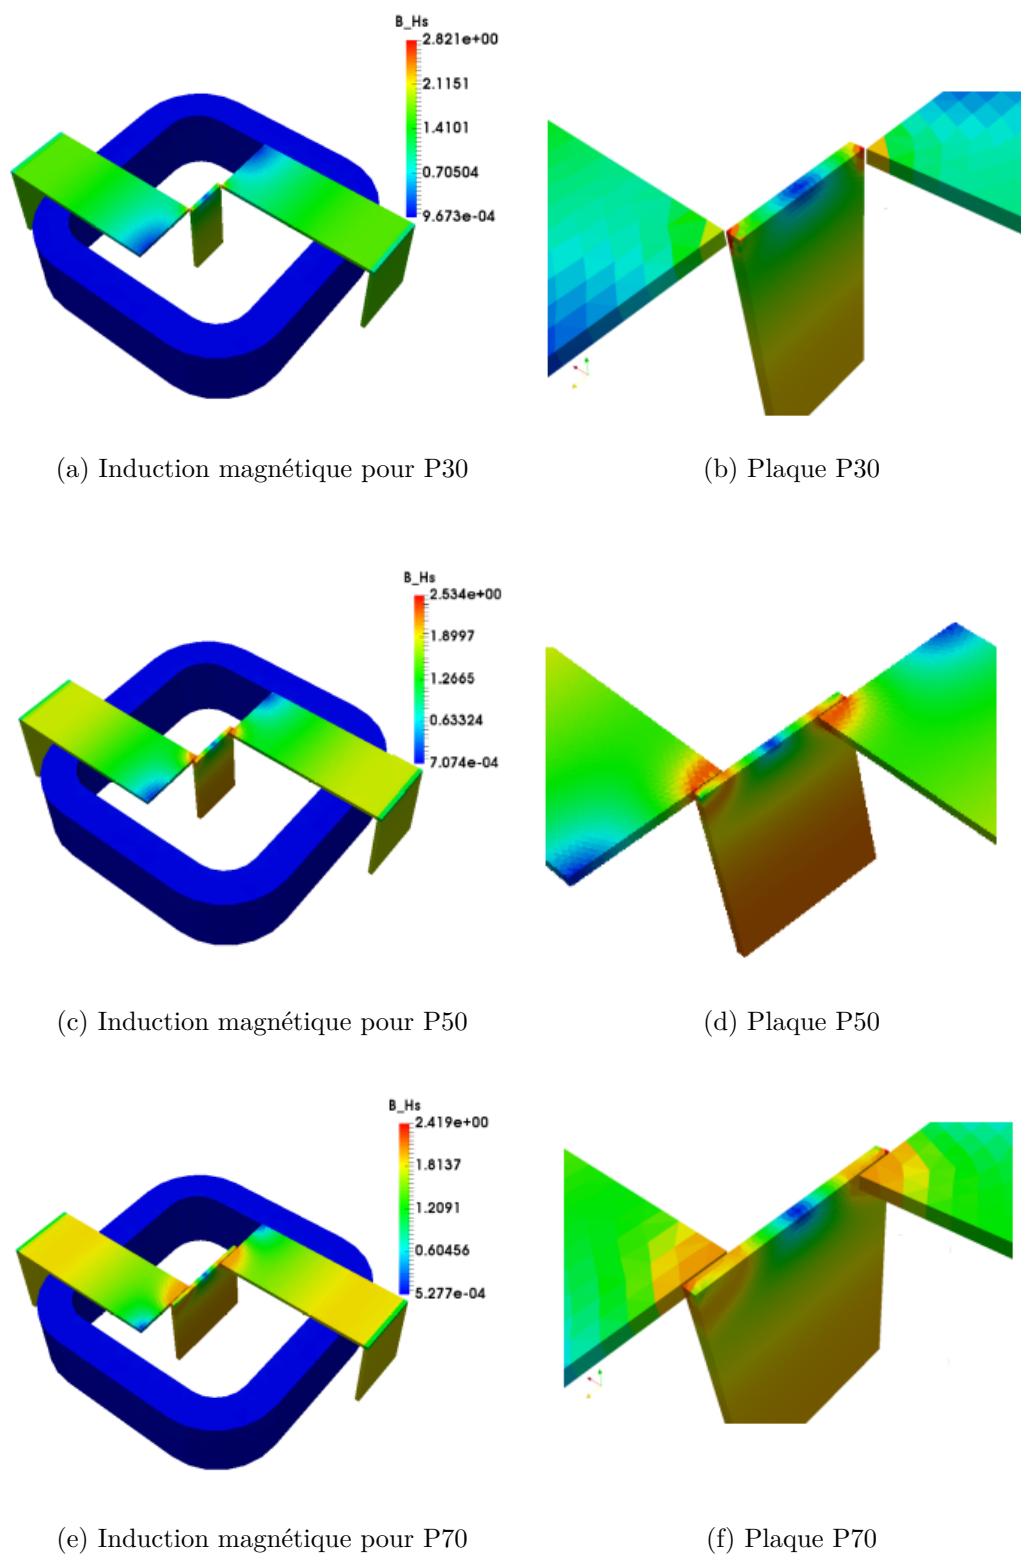 B_Hs
2.821e+00
2.1151
1.4101
0.70504
9.673e-04
(a) Induction magnétique pour P30
(b) Plaque P30
B_Hs
2.534e+00
1.8997
1.2665
0.63324
7.074e-04
(c) Induction magnétique pour P50
(d) Plaque P50
B_Hs
2.419e+00
1.8137
1.2091
0.60456
5.277e-04
(e) Induction magnétique pour P70
(f) Plaque P70